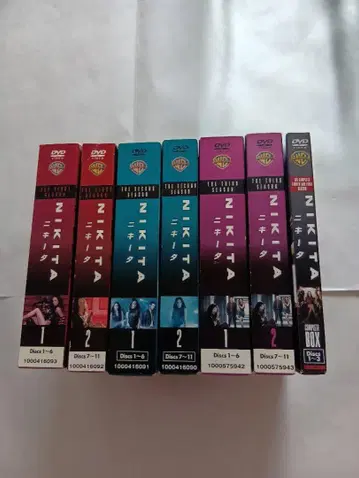 DVD
THE FIRST SEASON
NIKITA
ニキータ
1
Discs 1~6
1000416093
DVD
THE FIRST SEASON
NIKITA
ニキータ
2
Discs 7~11
1000416092
DVD
THE SECOND SEASON
NIKITA
ニキータ
1
Discs 1~6
1000416091
DVD
THE SECOND SEASON
NIKITA
ニキータ
2
Discs 7~11
1000416090
DVD
THE THIRD SEASON
NIKITA
ニキータ
1
Discs 1~6
1000575942
DVD
THE THIRD SEASON
NIKITA
ニキータ
2
Discs 7~11
1000575943
DVD
NIKITA
ニキータ
COMPLETE
BOX
Discs
1~3